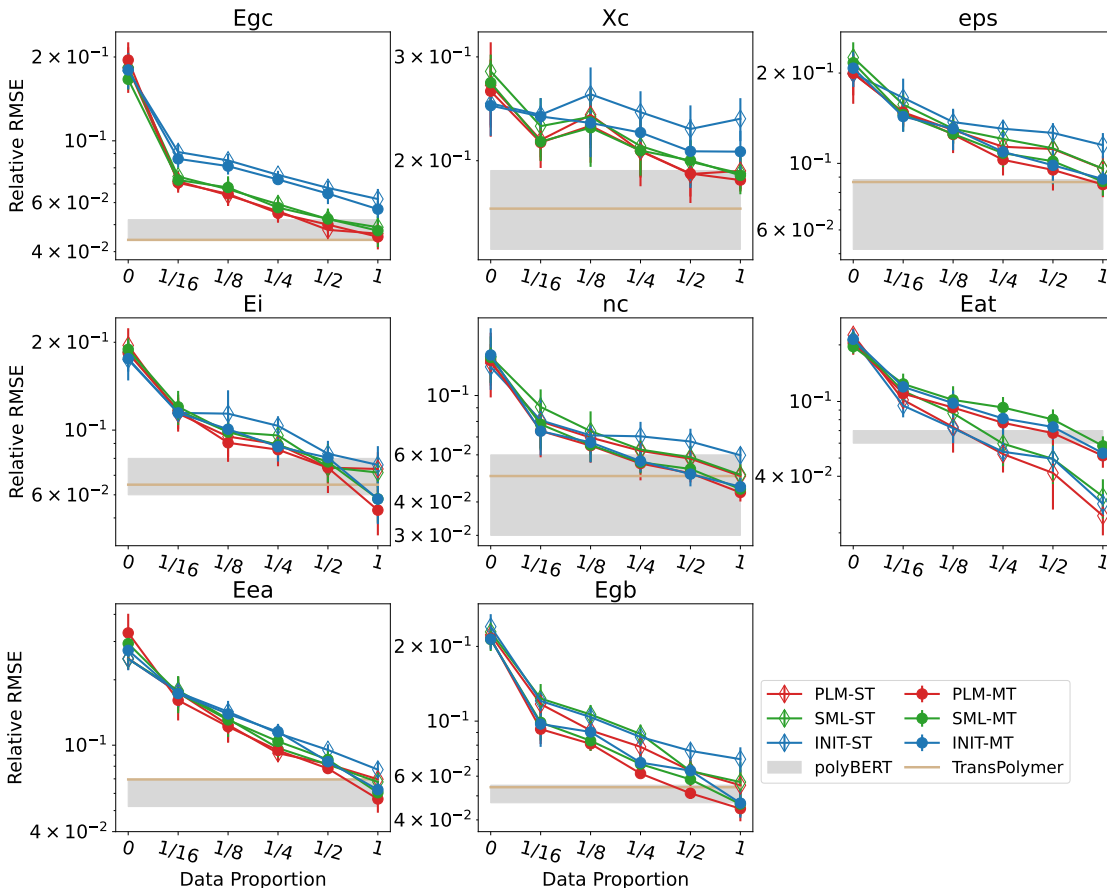 Egc
Xc
eps
Relative RMSE
2 × 10⁻¹
10⁻¹
6 × 10⁻²
4 × 10⁻²
0
1/16
1/8
1/4
1/2
1
3 × 10⁻¹
2 × 10⁻¹
0
1/16
1/8
1/4
1/2
1
2 × 10⁻¹
10⁻¹
6 × 10⁻²
0
1/16
1/8
1/4
1/2
1
Ei
nc
Eat
Relative RMSE
2 × 10⁻¹
10⁻¹
6 × 10⁻²
0
1/16
1/8
1/4
1/2
1
10⁻¹
6 × 10⁻²
4 × 10⁻²
3 × 10⁻²
0
1/16
1/8
1/4
1/2
1
10⁻¹
4 × 10⁻²
0
1/16
1/8
1/4
1/2
1
Eea
Egb
Relative RMSE
10⁻¹
4 × 10⁻²
0
1/16
1/8
1/4
1/2
1
Data Proportion
2 × 10⁻¹
10⁻¹
6 × 10⁻²
4 × 10⁻²
0
1/16
1/8
1/4
1/2
1
Data Proportion
PLM-ST
PLM-MT
SML-ST
SML-MT
INIT-ST
INIT-MT
polyBERT
TransPolymer